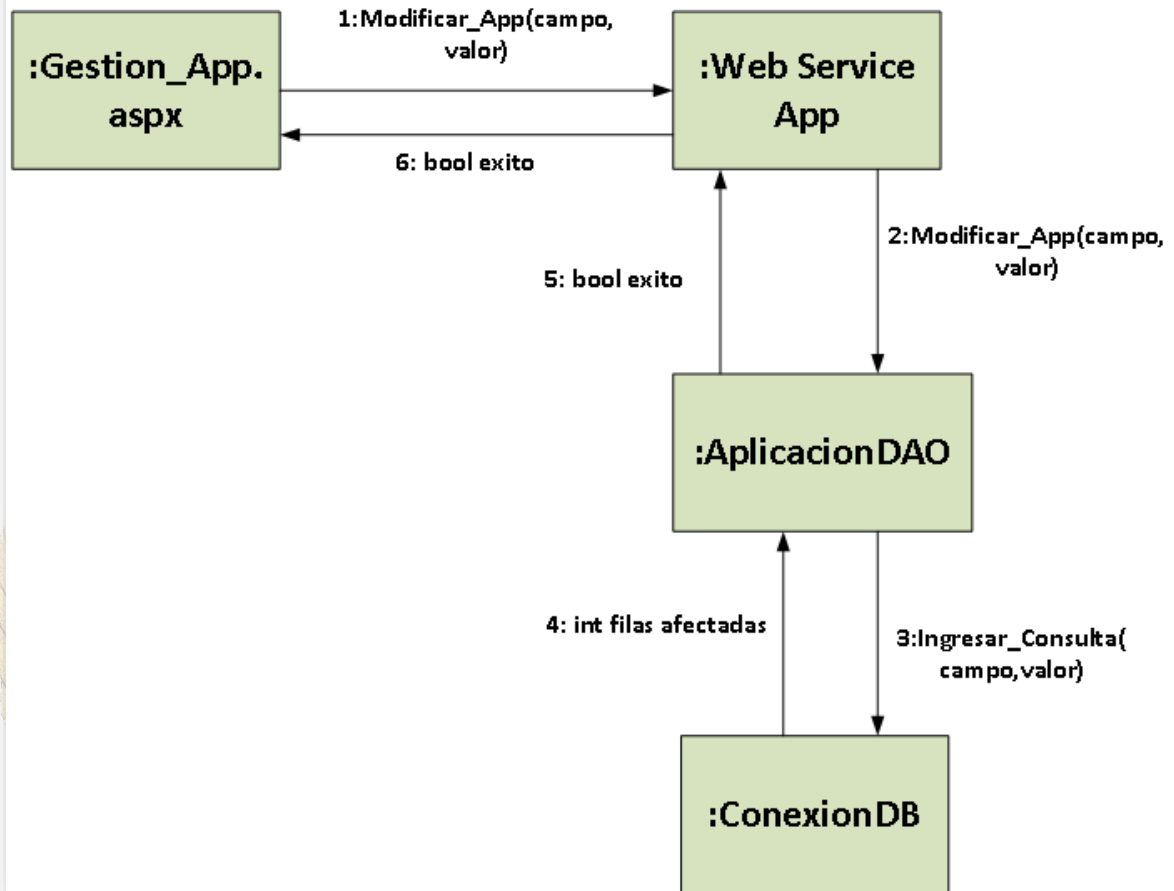 1:Modificar_App(campo,
valor)
:Gestion_App.
aspx
:Web Service
App
6: bool exito
2:Modificar_App(campo,
valor)
5: bool exito
:AplicacionDAO
4: int filas afectadas
3:Ingresar_Consulta(
campo,valor)
:ConexionDB